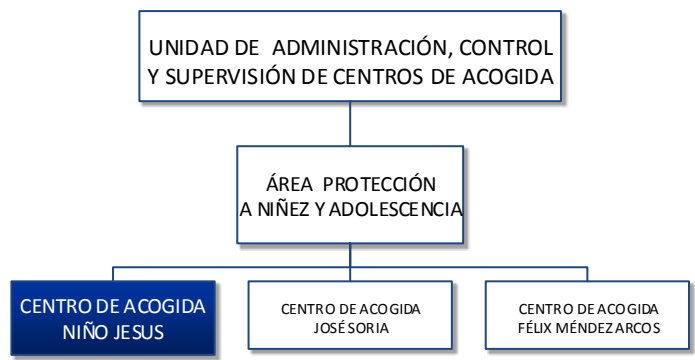 UNIDAD DE ADMINISTRACIÓN, CONTROL
Y SUPERVISIÓN DE CENTROS DE ACOGIDA
ÁREA PROTECCIÓN
A NIÑEZ Y ADOLESCENCIA
CENTRO DE ACOGIDA
NIÑO JESUS
CENTRO DE ACOGIDA
JOSÉ SORIA
CENTRO DE ACOGIDA
FÉLIX MÉNDEZ ARCOS